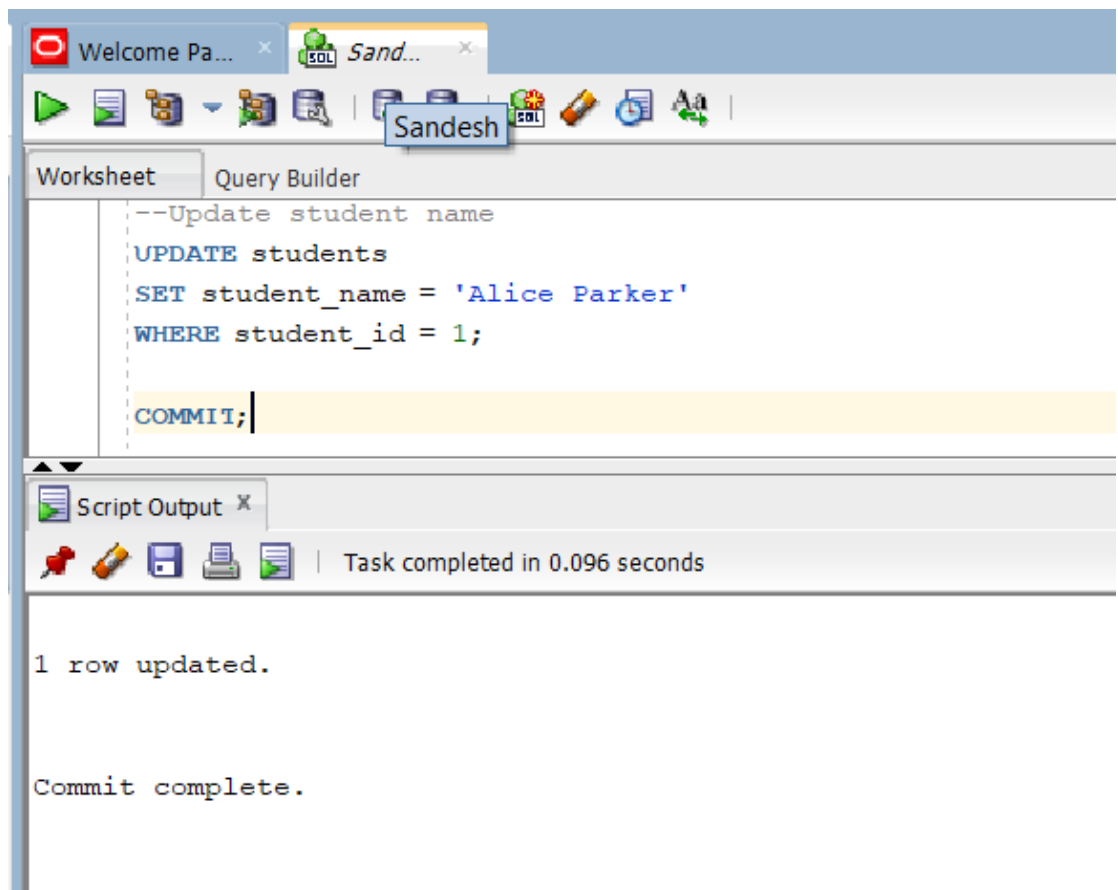 Welcome Pa...
Sand...
Sandesh
Worksheet
Query Builder
--Update student name
UPDATE students
SET student_name = 'Alice Parker'
WHERE student_id = 1;
COMMIT;
Script Output
Task completed in 0.096 seconds
1 row updated.
Commit complete.